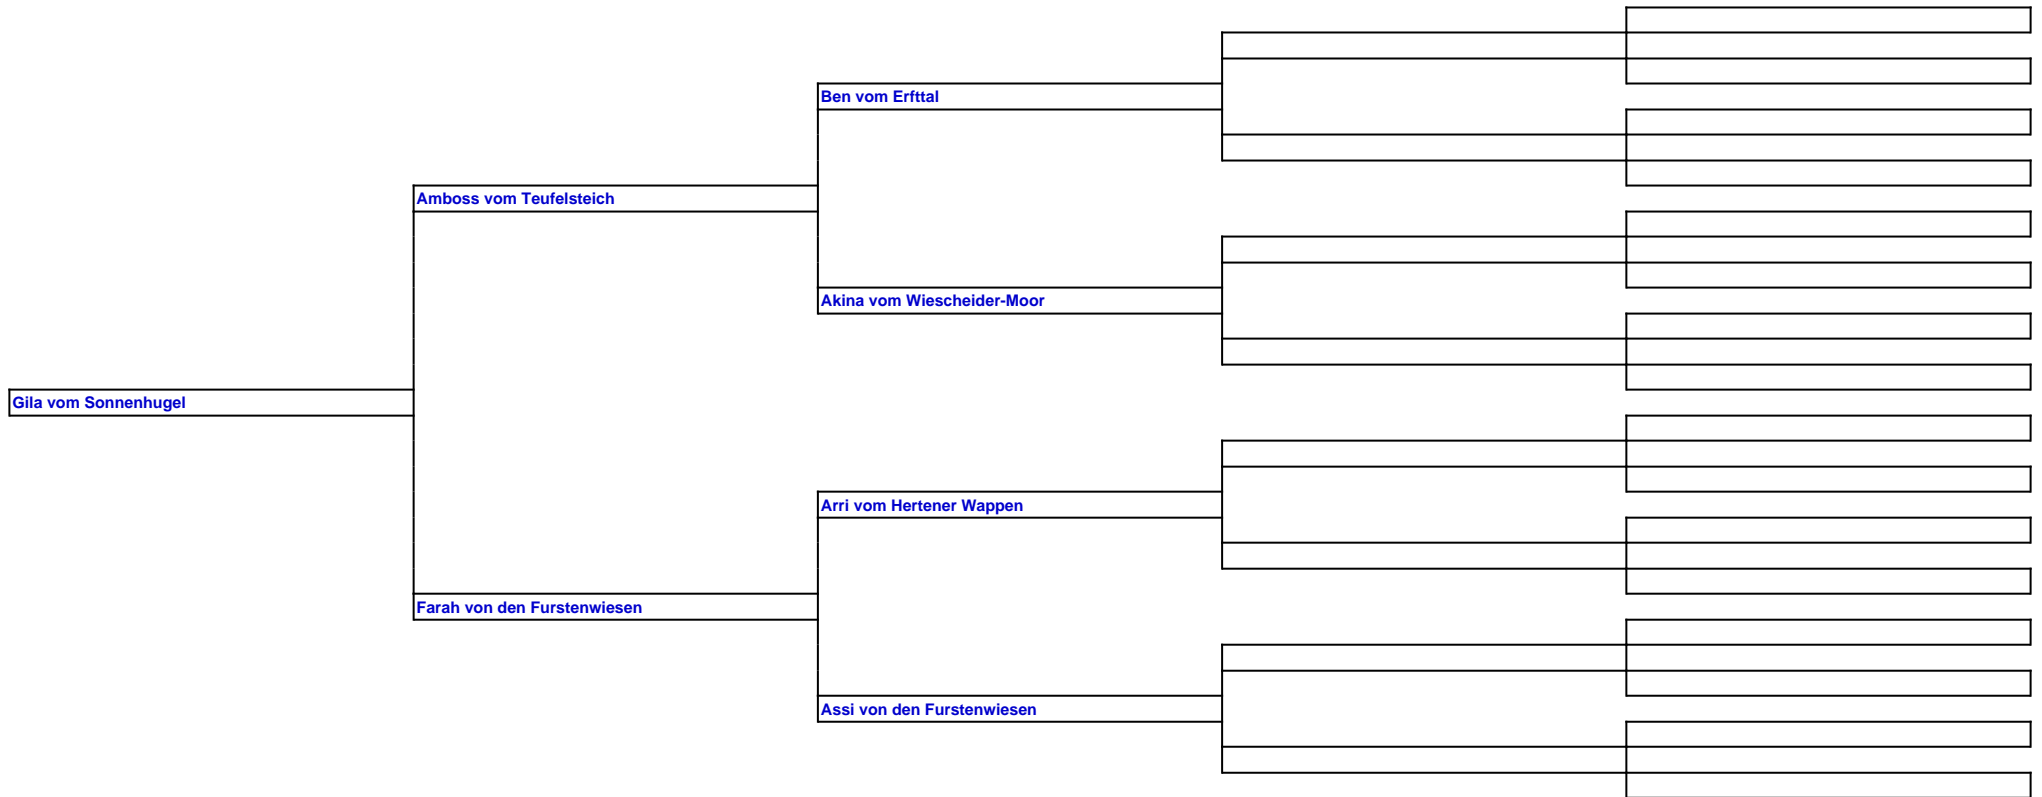 Ben vom Erfttal
Amboss vom Teufelsteich
Akina vom Wiescheider-Moor
Gila vom Sonnenhugel
Arri vom Hertener Wappen
Farah von den Furstenwiesen
Assi von den Furstenwiesen